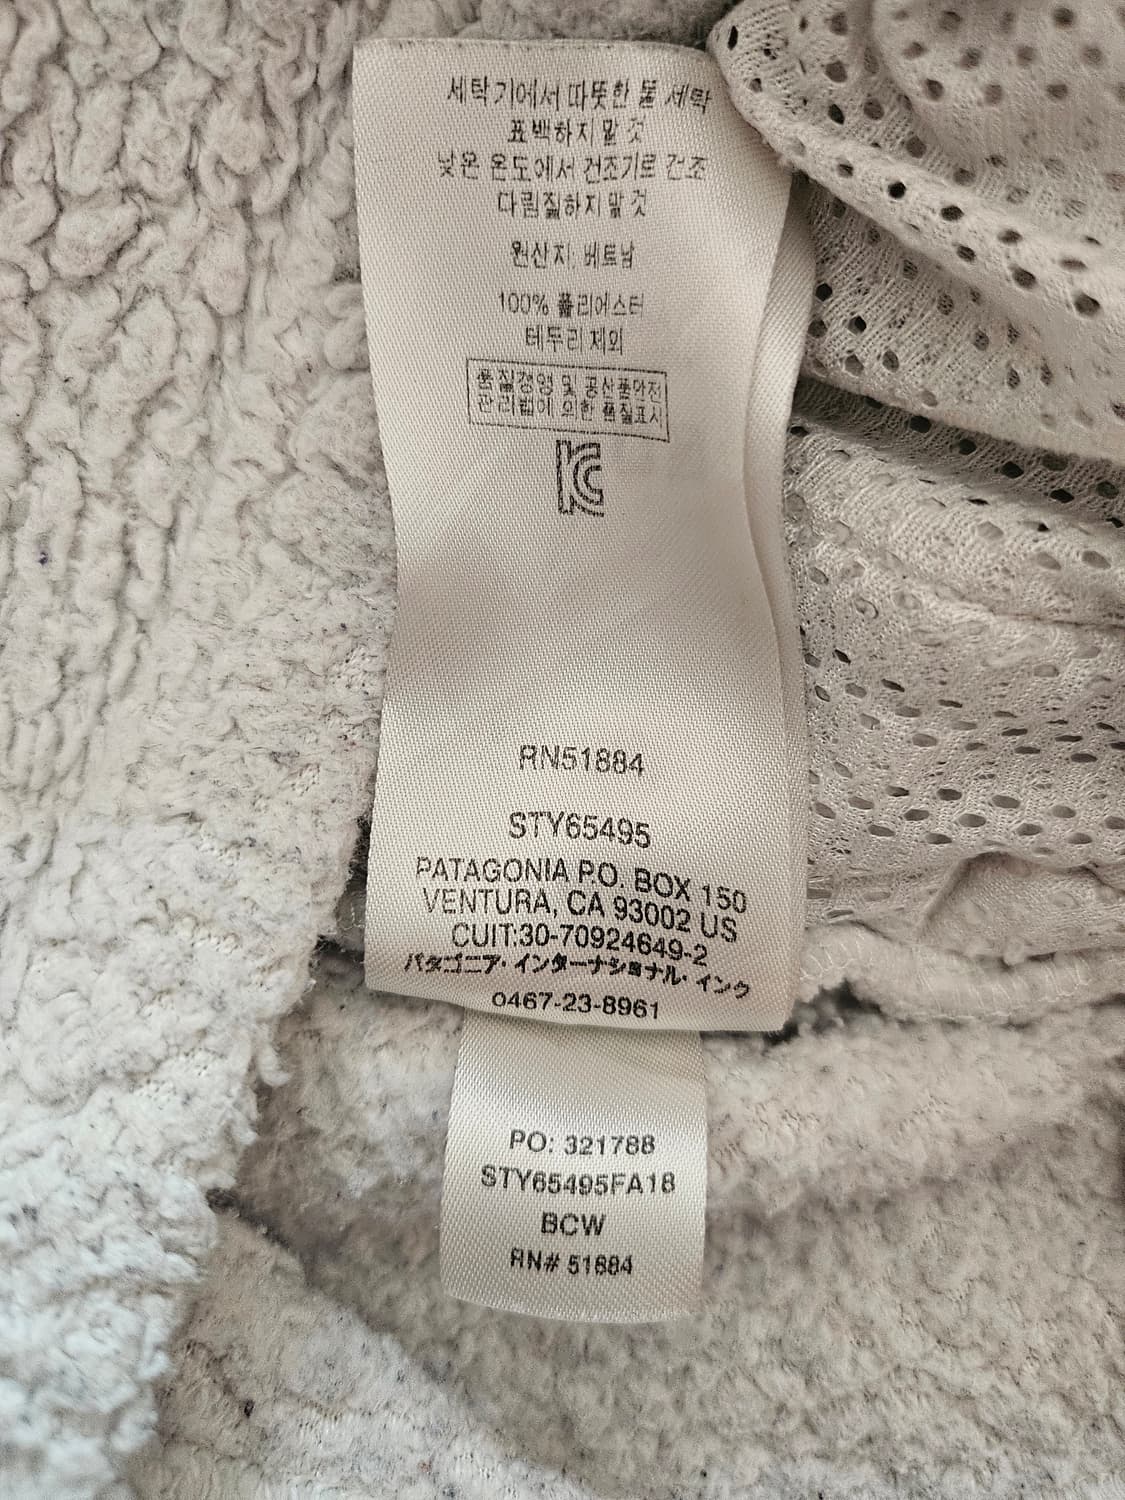 세탁기에서 따뜻한 물 세탁
표백하지 말 것
낮은 온도에서 건조기로 건조
다림질하지 말 것
원산지: 베트남
100% 폴리에스터
테두리 제외
품질경영 및 공산품안전
관리법에 의한 품질표시
KC
RN51884
STY65495
PATAGONIA P.O. BOX 150
VENTURA, CA 93002 US
CUIT:30-70924649-2
パタゴニア・インターナショナル・インク
0467-23-8961
PO: 321788
STY65495FA18
BCW
RN# 51884